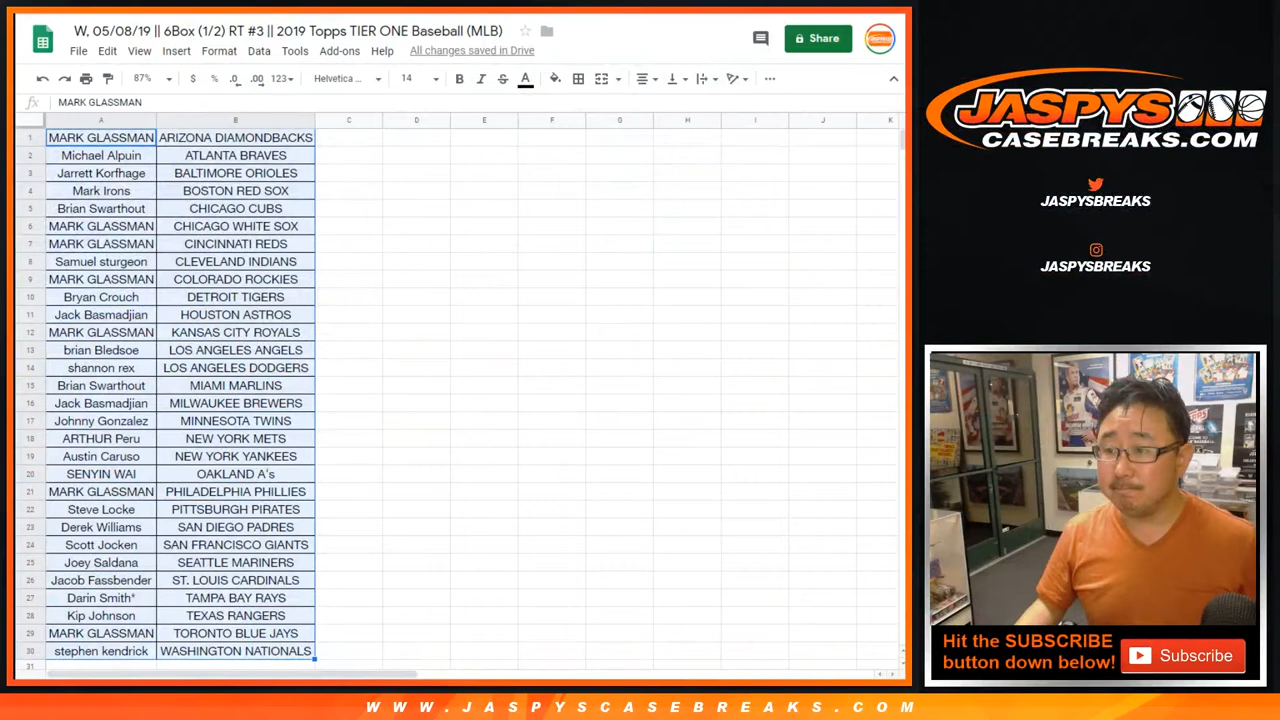 W, 05/08/19 || 6Box (1/2) RT #3 || 2019 Topps TIER ONE Baseball (MLB)
File Edit View Insert Format Data Tools Add-ons Help All changes saved in Drive
Share
87% $ % .0 .00 123 Helvetica ... 14 B I S A
fx MARK GLASSMAN
A B C D E F G H I J K
1 MARK GLASSMAN ARIZONA DIAMONDBACKS
2 Michael Alpuin ATLANTA BRAVES
3 Jarrett Korfhage BALTIMORE ORIOLES
4 Mark Irons BOSTON RED SOX
5 Brian Swarthout CHICAGO CUBS
6 MARK GLASSMAN CHICAGO WHITE SOX
7 MARK GLASSMAN CINCINNATI REDS
8 Samuel sturgeon CLEVELAND INDIANS
9 MARK GLASSMAN COLORADO ROCKIES
10 Bryan Crouch DETROIT TIGERS
11 Jack Basmadjian HOUSTON ASTROS
12 MARK GLASSMAN KANSAS CITY ROYALS
13 brian Bledsoe LOS ANGELES ANGELS
14 shannon rex LOS ANGELES DODGERS
15 Brian Swarthout MIAMI MARLINS
16 Jack Basmadjian MILWAUKEE BREWERS
17 Johnny Gonzalez MINNESOTA TWINS
18 ARTHUR Peru NEW YORK METS
19 Austin Caruso NEW YORK YANKEES
20 SENYIN WAI OAKLAND A's
21 MARK GLASSMAN PHILADELPHIA PHILLIES
22 Steve Locke PITTSBURGH PIRATES
23 Derek Williams SAN DIEGO PADRES
24 Scott Jocken SAN FRANCISCO GIANTS
25 Joey Saldana SEATTLE MARINERS
26 Jacob Fassbender ST. LOUIS CARDINALS
27 Darin Smith* TAMPA BAY RAYS
28 Kip Johnson TEXAS RANGERS
29 MARK GLASSMAN TORONTO BLUE JAYS
30 stephen kendrick WASHINGTON NATIONALS
31
JASPYS
CASEBREAKS.COM
JASPYSBREAKS
JASPYSBREAKS
Hit the SUBSCRIBE
button down below!
Subscribe
WWW.JASPYSCASEBREAKS.COM